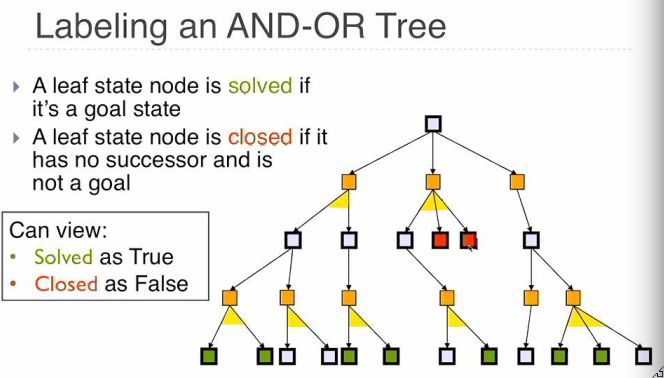 Labeling an AND-OR Tree
A leaf state node is solved if
it's a goal state
A leaf state node is closed if it
has no successor and is
not a goal
Can view:
• Solved as True
• Closed as False